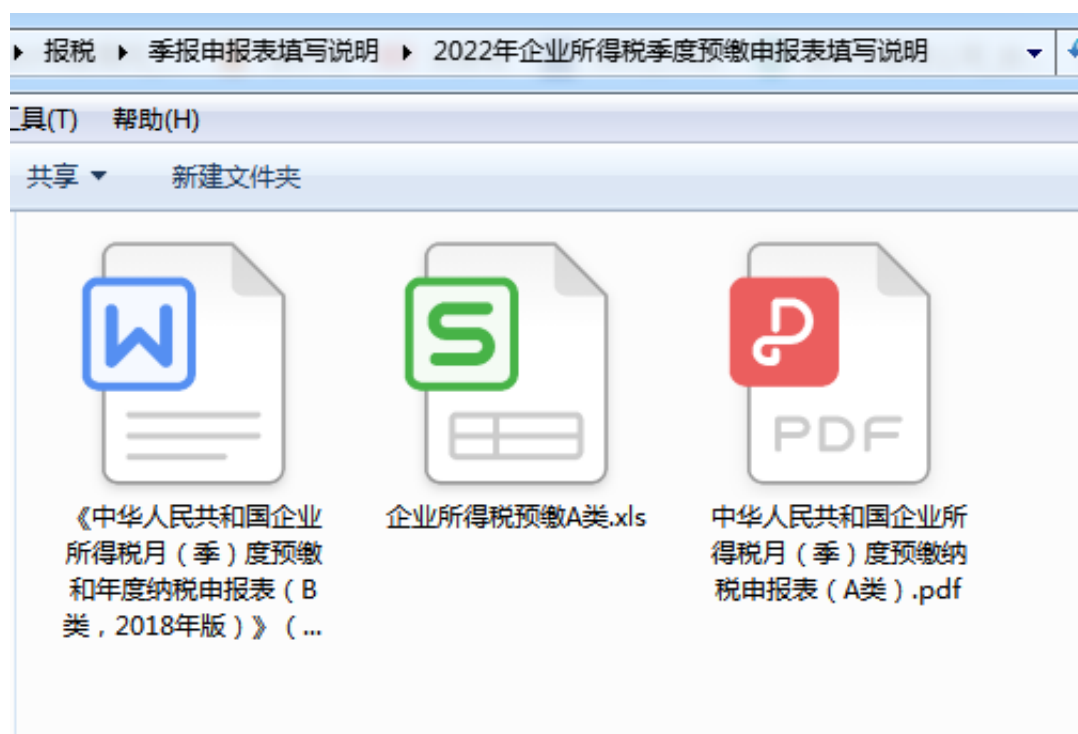 报税 季报申报表填写说明 2022年企业所得税季度预缴申报表填写说明
工具(T) 帮助(H)
共享 新建文件夹
《中华人民共和国企业
所得税月（季）度预缴
和年度纳税申报表（B
类，2018年版）》（...
企业所得税预缴A类.xls
PDF
中华人民共和国企业所
得税月（季）度预缴纳
税申报表（A类）.pdf